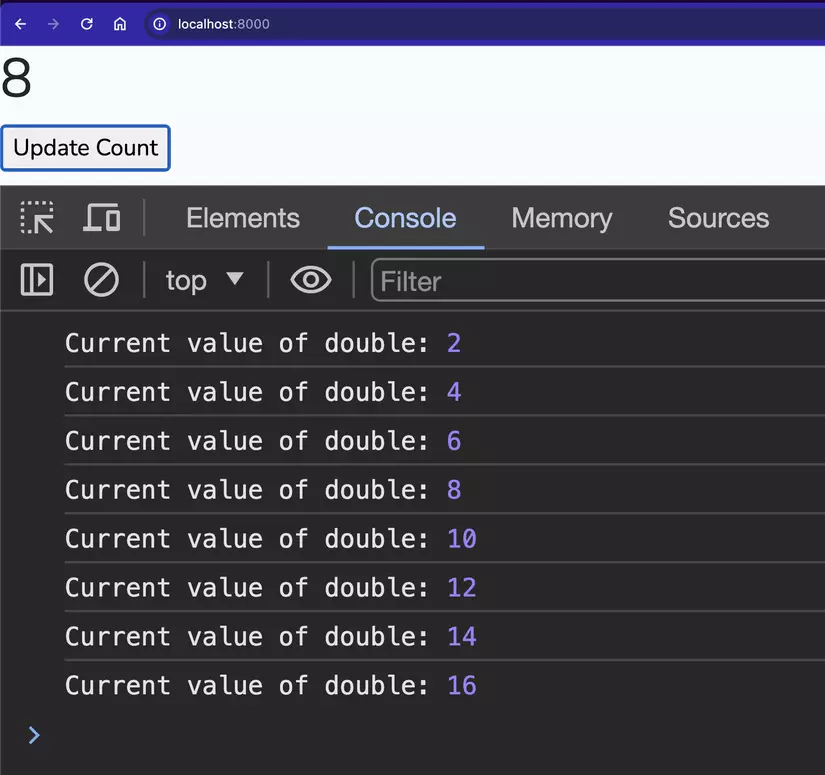 localhost:8000
8
Update Count
Elements Console Memory Sources
top Filter
Current value of double: 2
Current value of double: 4
Current value of double: 6
Current value of double: 8
Current value of double: 10
Current value of double: 12
Current value of double: 14
Current value of double: 16